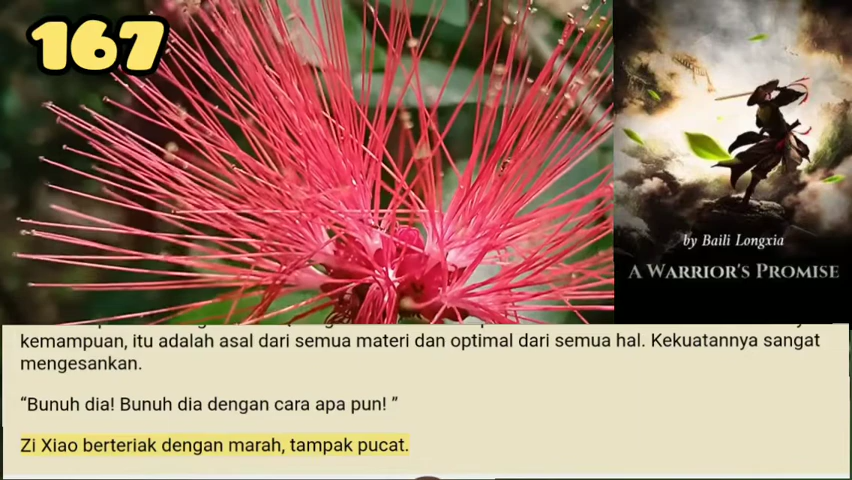 167
by Baili Longxia
A WARRIOR'S PROMISE
kemampuan, itu adalah asal dari semua materi dan optimal dari semua hal. Kekuatannya sangat
mengesankan.
“Bunuh dia! Bunuh dia dengan cara apa pun! ”
Zi Xiao berteriak dengan marah, tampak pucat.